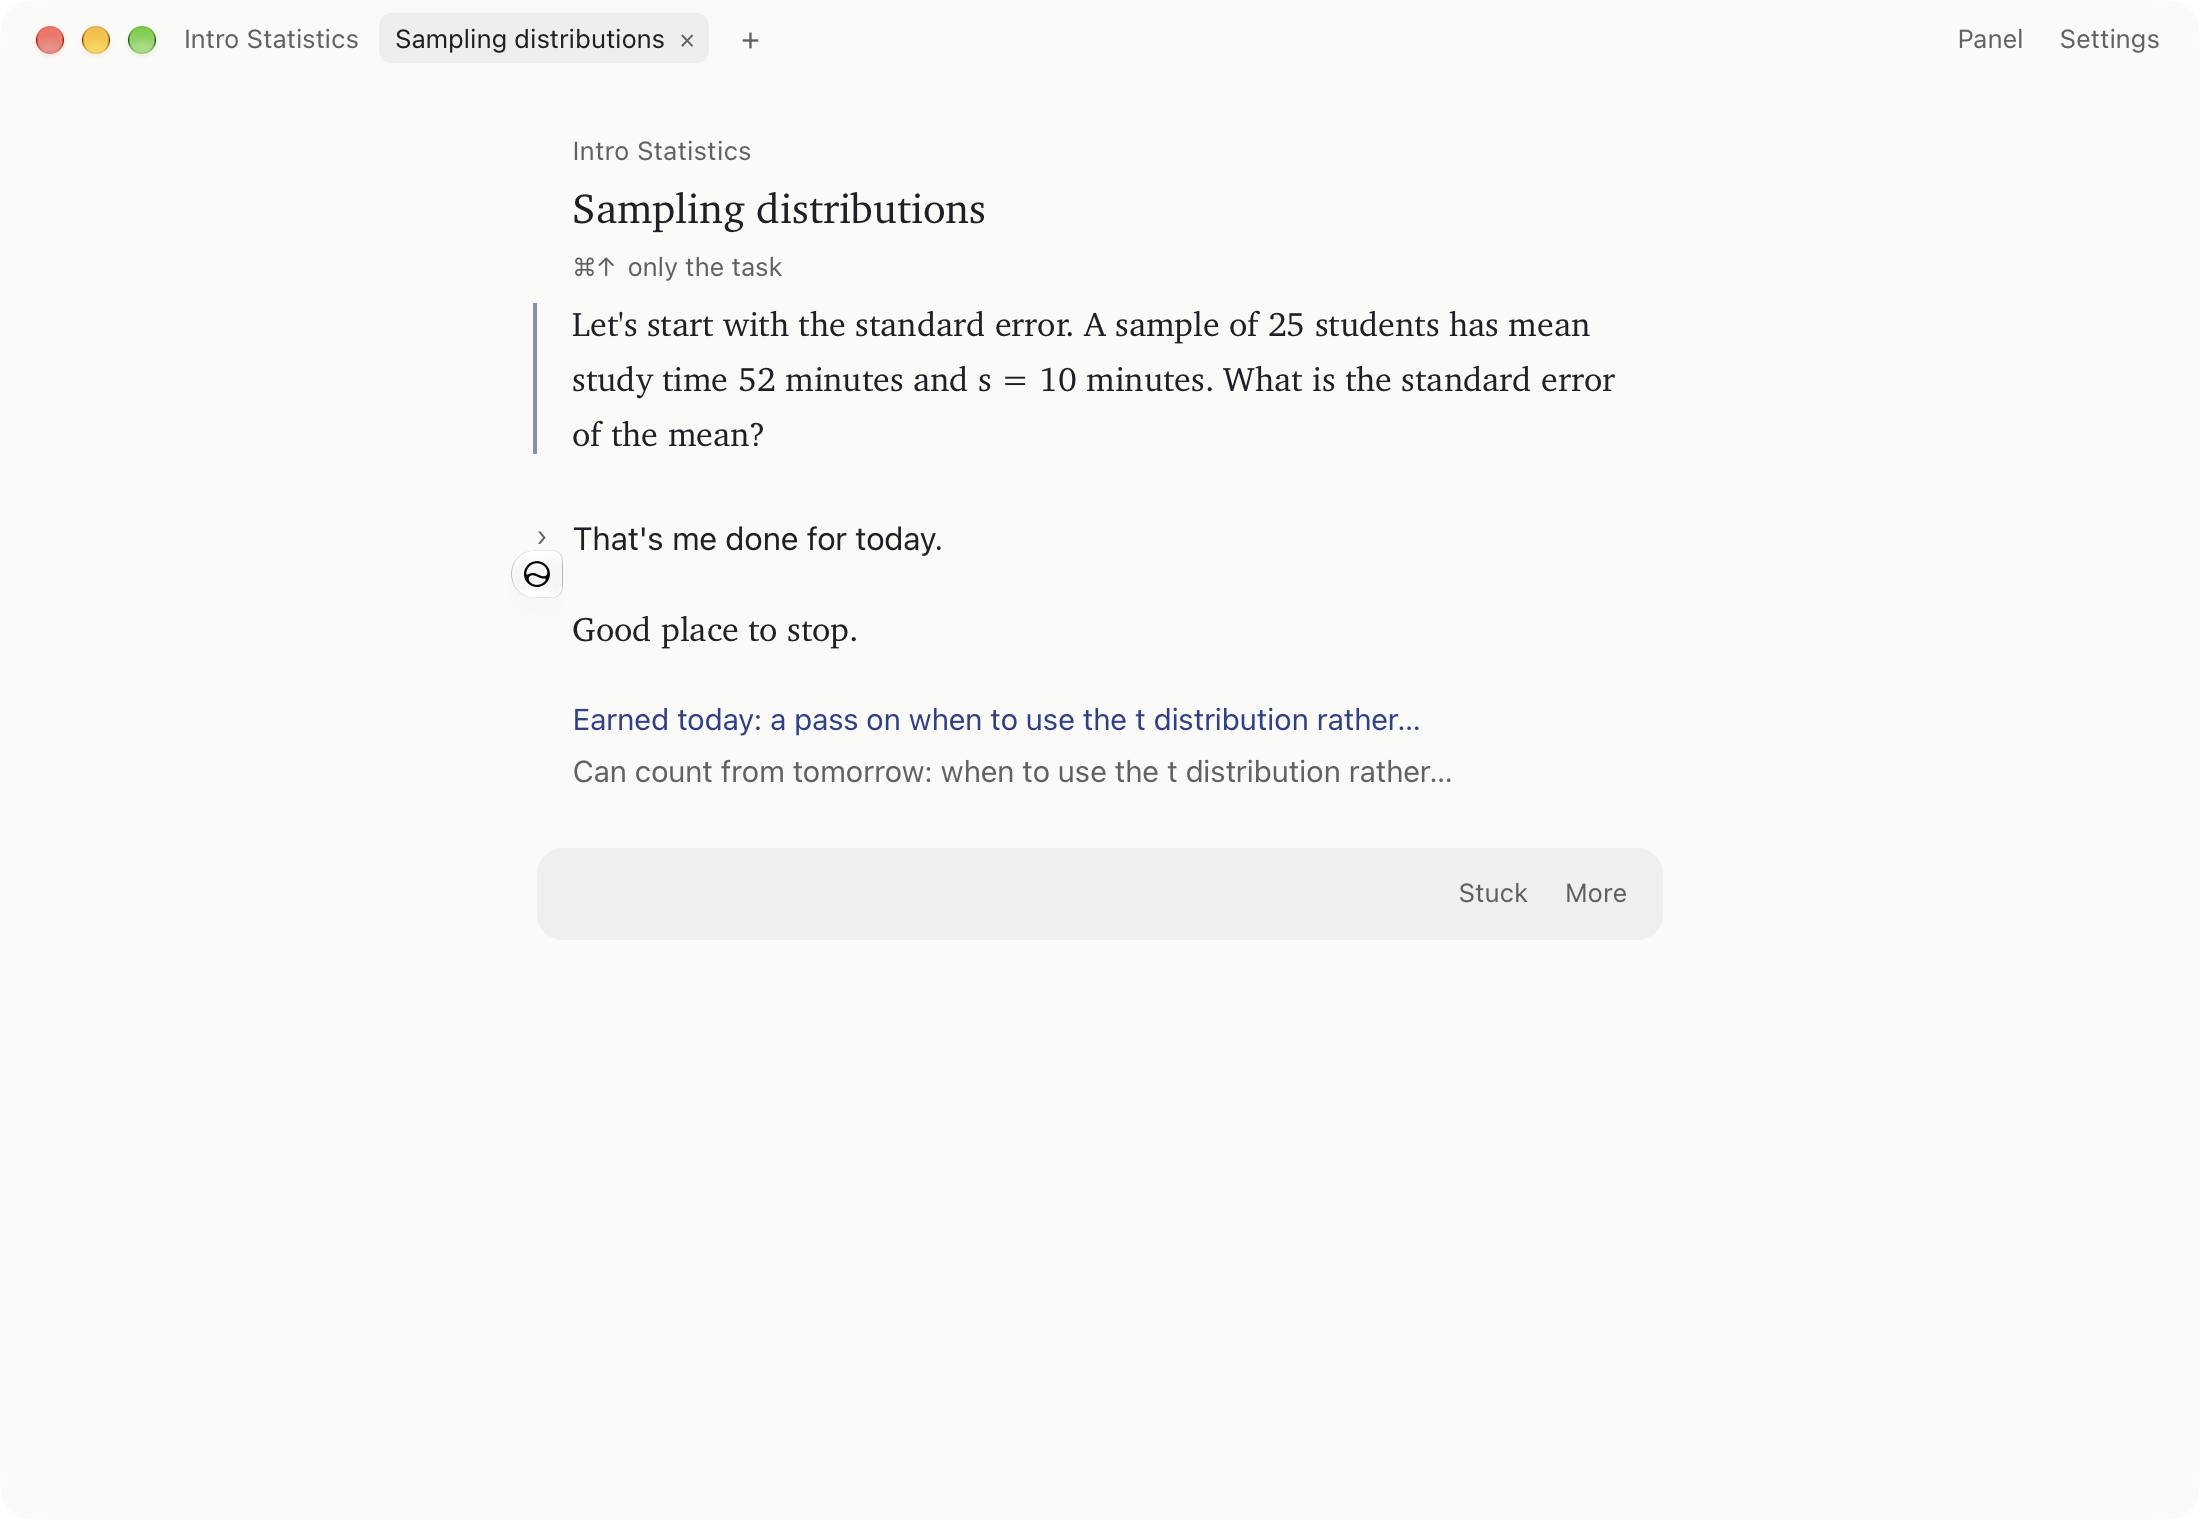 Intro Statistics
Sampling distributions ×
+
Panel
Settings
Intro Statistics
Sampling distributions
⌘↑ only the task
Let's start with the standard error. A sample of 25 students has mean
study time 52 minutes and s = 10 minutes. What is the standard error
of the mean?
› That's me done for today.
Good place to stop.
Earned today: a pass on when to use the t distribution rather...
Can count from tomorrow: when to use the t distribution rather...
Stuck
More